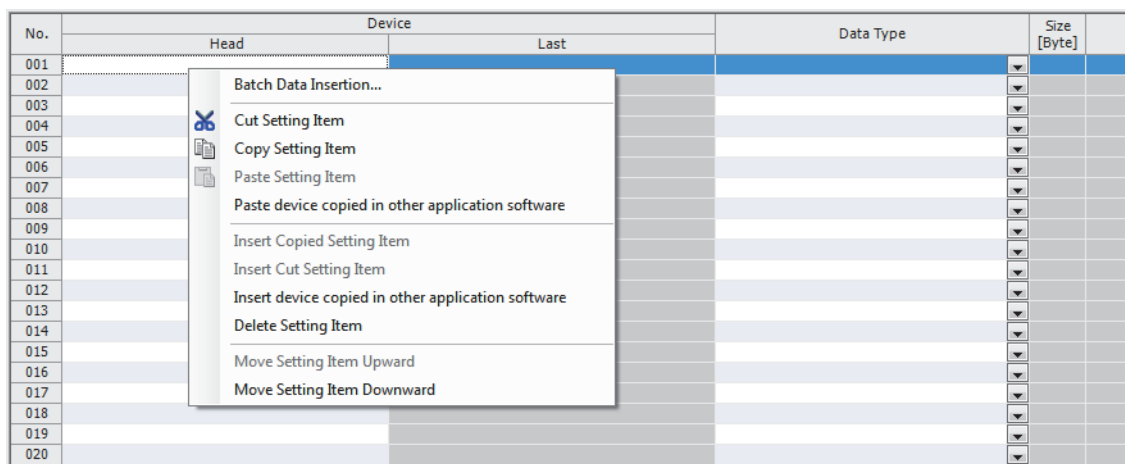 No.
Device
Head
Last
Data Type
Size
[Byte]
001
002
003
004
005
006
007
008
009
010
011
012
013
014
015
016
017
018
019
020
Batch Data Insertion...
Cut Setting Item
Copy Setting Item
Paste Setting Item
Paste device copied in other application software
Insert Copied Setting Item
Insert Cut Setting Item
Insert device copied in other application software
Delete Setting Item
Move Setting Item Upward
Move Setting Item Downward